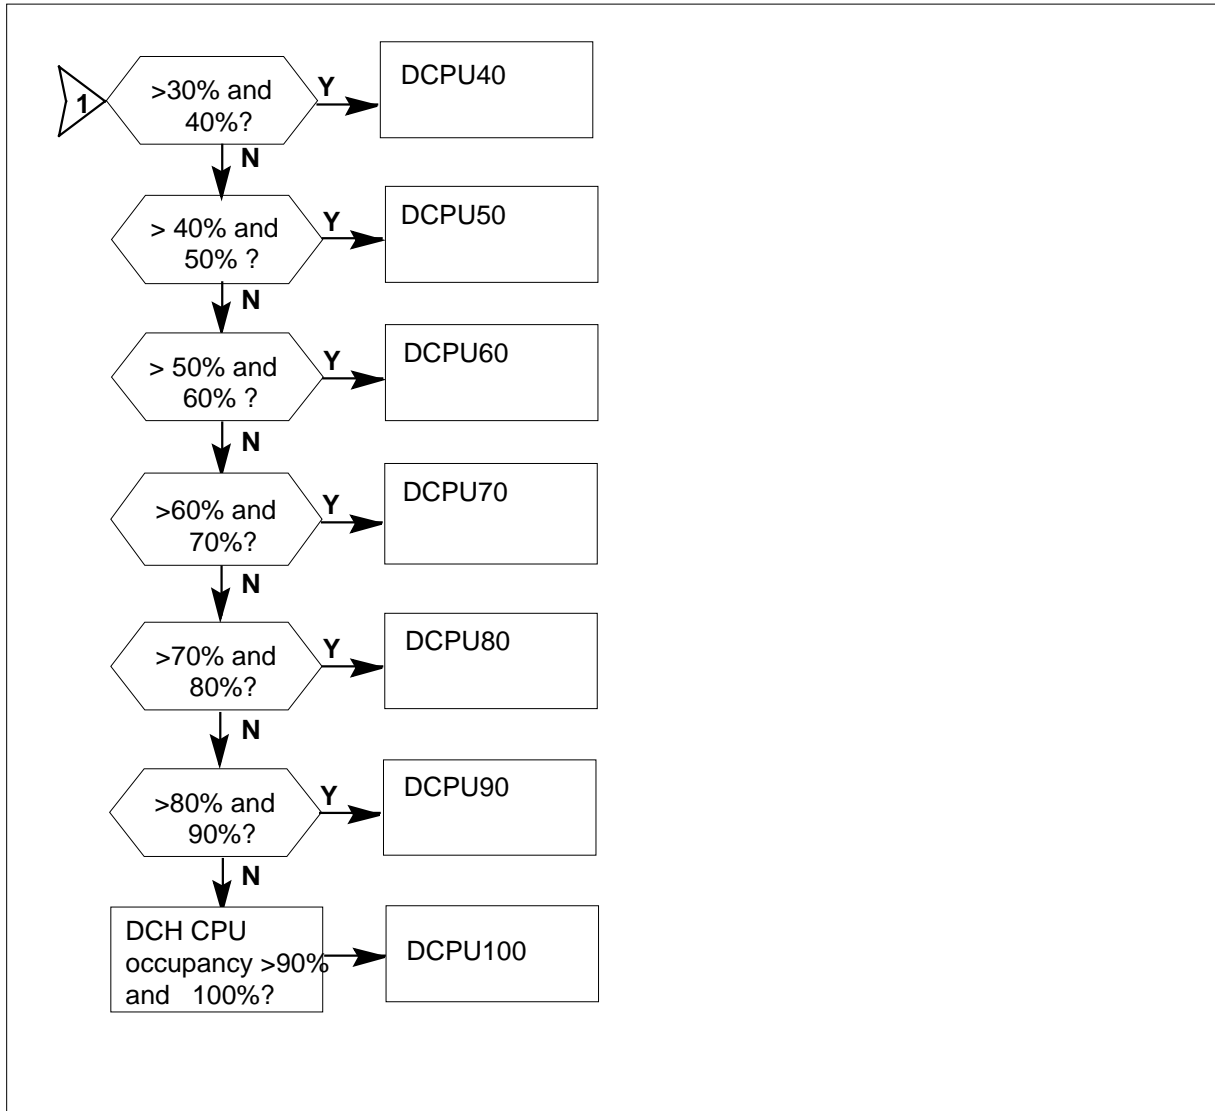 1
>30% and
40%?
Y
DCPU40
N
> 40% and
50% ?
Y
DCPU50
N
> 50% and
60% ?
Y
DCPU60
N
>60% and
70%?
Y
DCPU70
N
>70% and
80%?
Y
DCPU80
N
>80% and
90%?
Y
DCPU90
N
DCH CPU
occupancy >90%
and 100%?
DCPU100